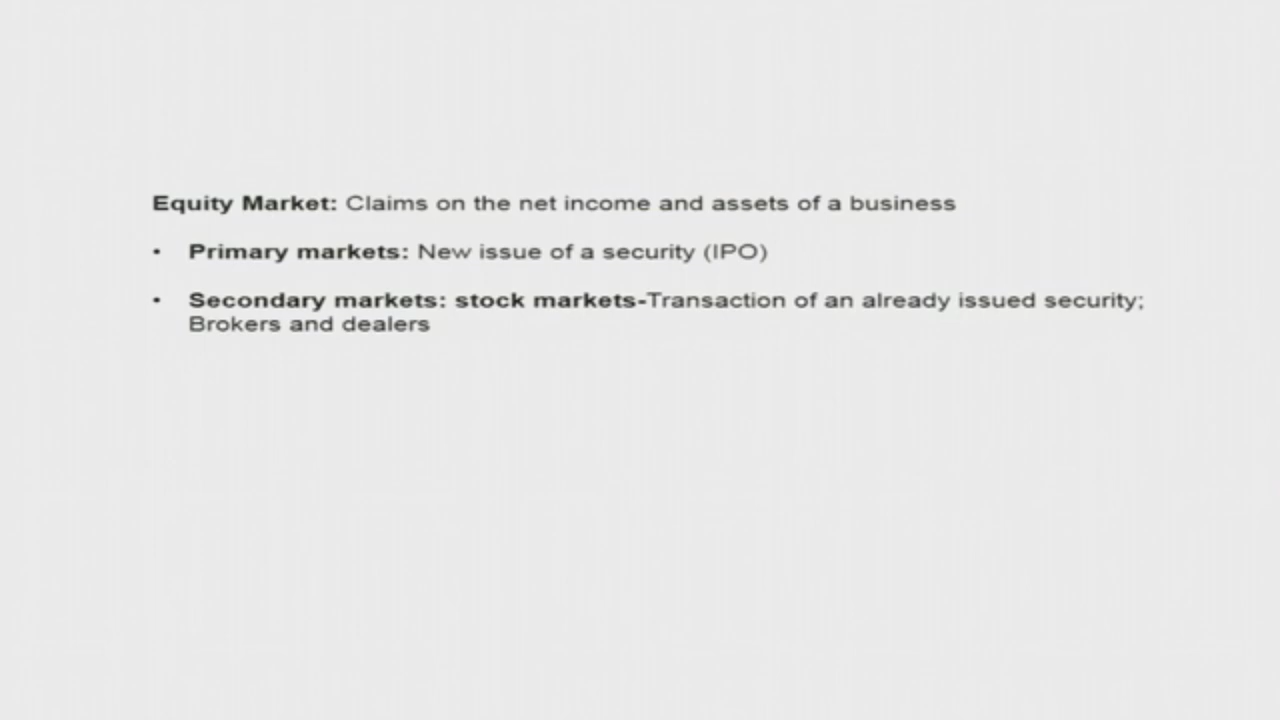 Equity Market: Claims on the net income and assets of a business
• Primary markets: New issue of a security (IPO)
• Secondary markets: stock markets-Transaction of an already issued security;
Brokers and dealers